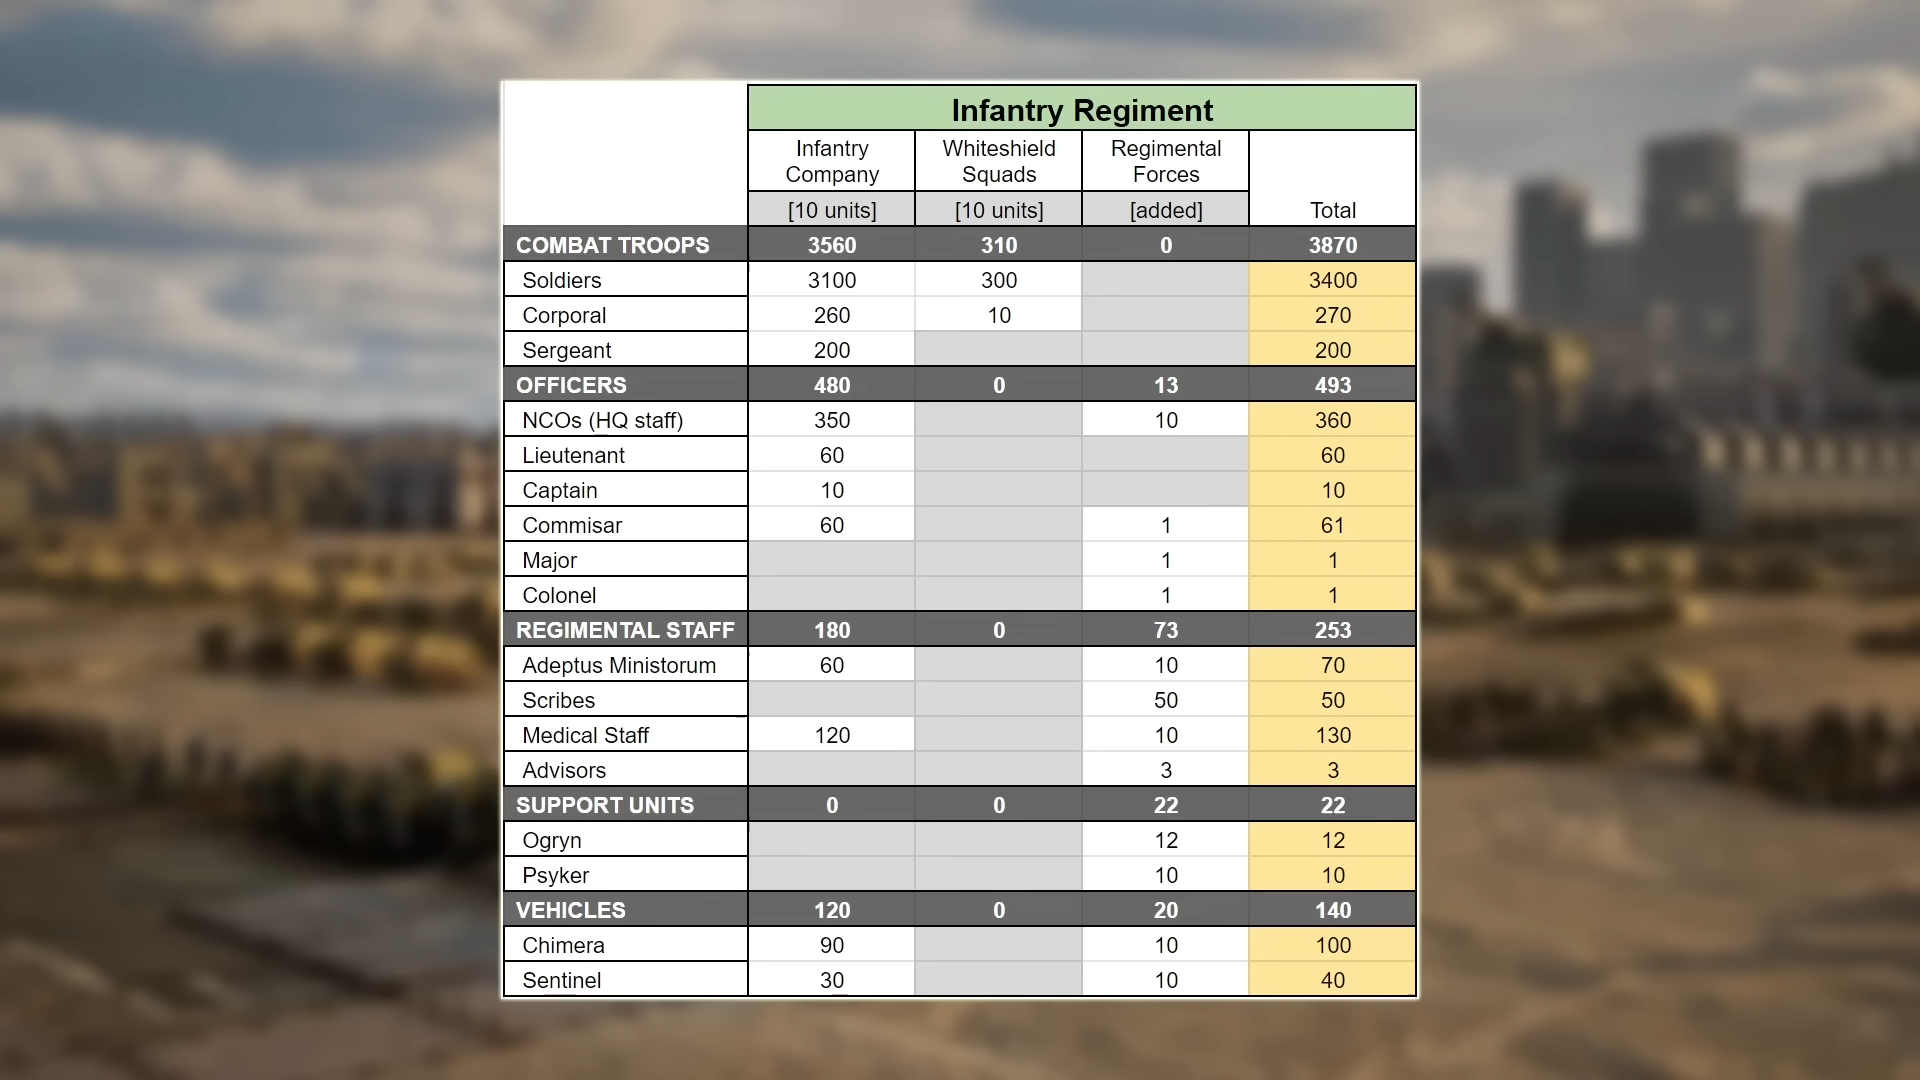 Infantry Regiment
Infantry Company Whiteshield Squads Regimental Forces
[10 units] [10 units] [added] Total
COMBAT TROOPS 3560 310 0 3870
Soldiers 3100 300 3400
Corporal 260 10 270
Sergeant 200 200
OFFICERS 480 0 13 493
NCOs (HQ staff) 350 10 360
Lieutenant 60 60
Captain 10 10
Commisar 60 1 61
Major 1 1
Colonel 1 1
REGIMENTAL STAFF 180 0 73 253
Adeptus Ministorum 60 10 70
Scribes 50 50
Medical Staff 120 10 130
Advisors 3 3
SUPPORT UNITS 0 0 22 22
Ogryn 12 12
Psyker 10 10
VEHICLES 120 0 20 140
Chimera 90 10 100
Sentinel 30 10 40